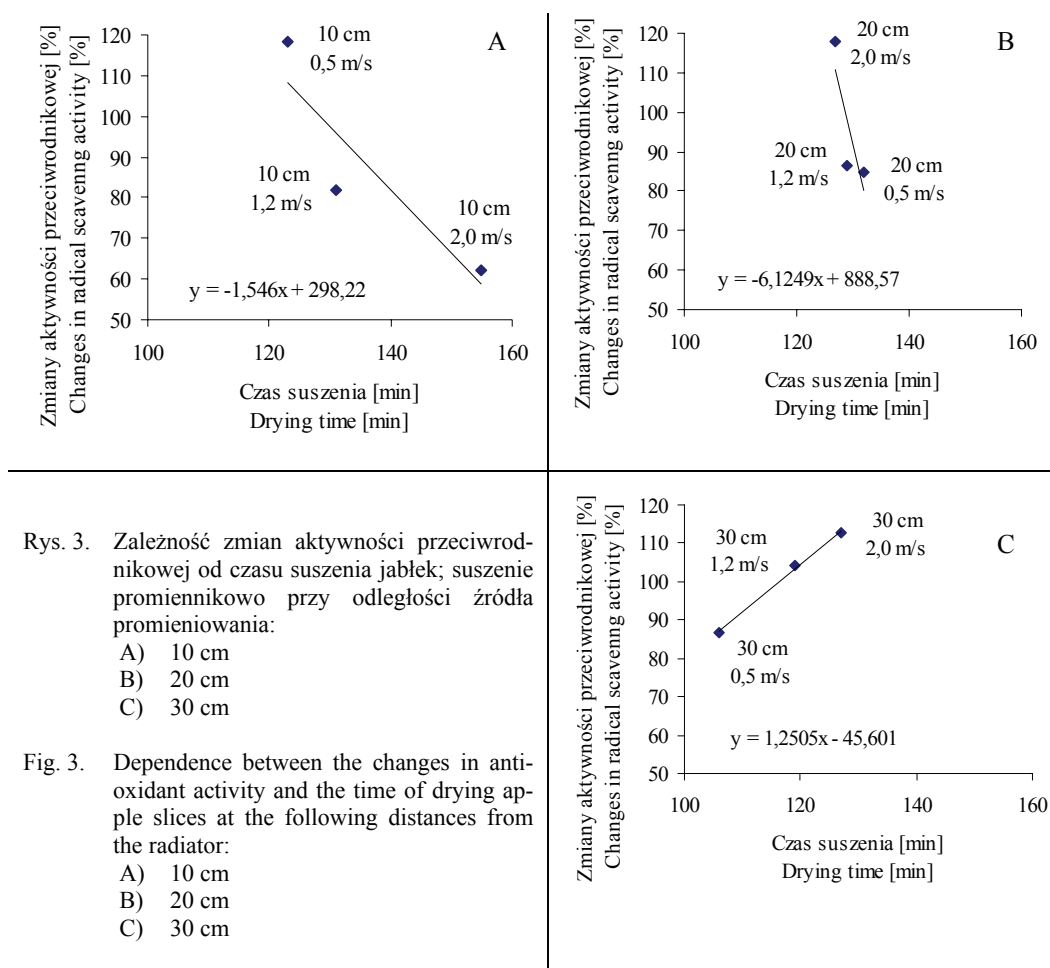 Zmiany aktywności przeciwrodnikowej [%]
Changes in radical scavenng activity [%]
120
110
100
90
80
70
60
50
100
120
140
160
10 cm
0,5 m/s
10 cm
1,2 m/s
10 cm
2,0 m/s
A
y = -1,546x + 298,22
Czas suszenia [min]
Drying time [min]
Zmiany aktywności przeciwrodnikowej [%]
Changes in radical scavenng activity [%]
120
110
100
90
80
70
60
50
100
120
140
160
20 cm
2,0 m/s
20 cm
1,2 m/s
20 cm
0,5 m/s
B
y = -6,1249x + 888,57
Czas suszenia [min]
Drying time [min]
Rys. 3. Zależność zmian aktywności przeciwrod-
nikowej od czasu suszenia jabłek; suszenie
promiennikowo przy odległości źródła
promieniowania:
A) 10 cm
B) 20 cm
C) 30 cm
Fig. 3. Dependence between the changes in anti-
oxidant activity and the time of drying ap-
ple slices at the following distances from
the radiator:
A) 10 cm
B) 20 cm
C) 30 cm
Zmiany aktywności przeciwrodnikowej [%]
Changes in radical scavenng activity [%]
120
110
100
90
80
70
60
50
100
120
140
160
30 cm
1,2 m/s
30 cm
2,0 m/s
30 cm
0,5 m/s
C
y = 1,2505x - 45,601
Czas suszenia [min]
Drying time [min]